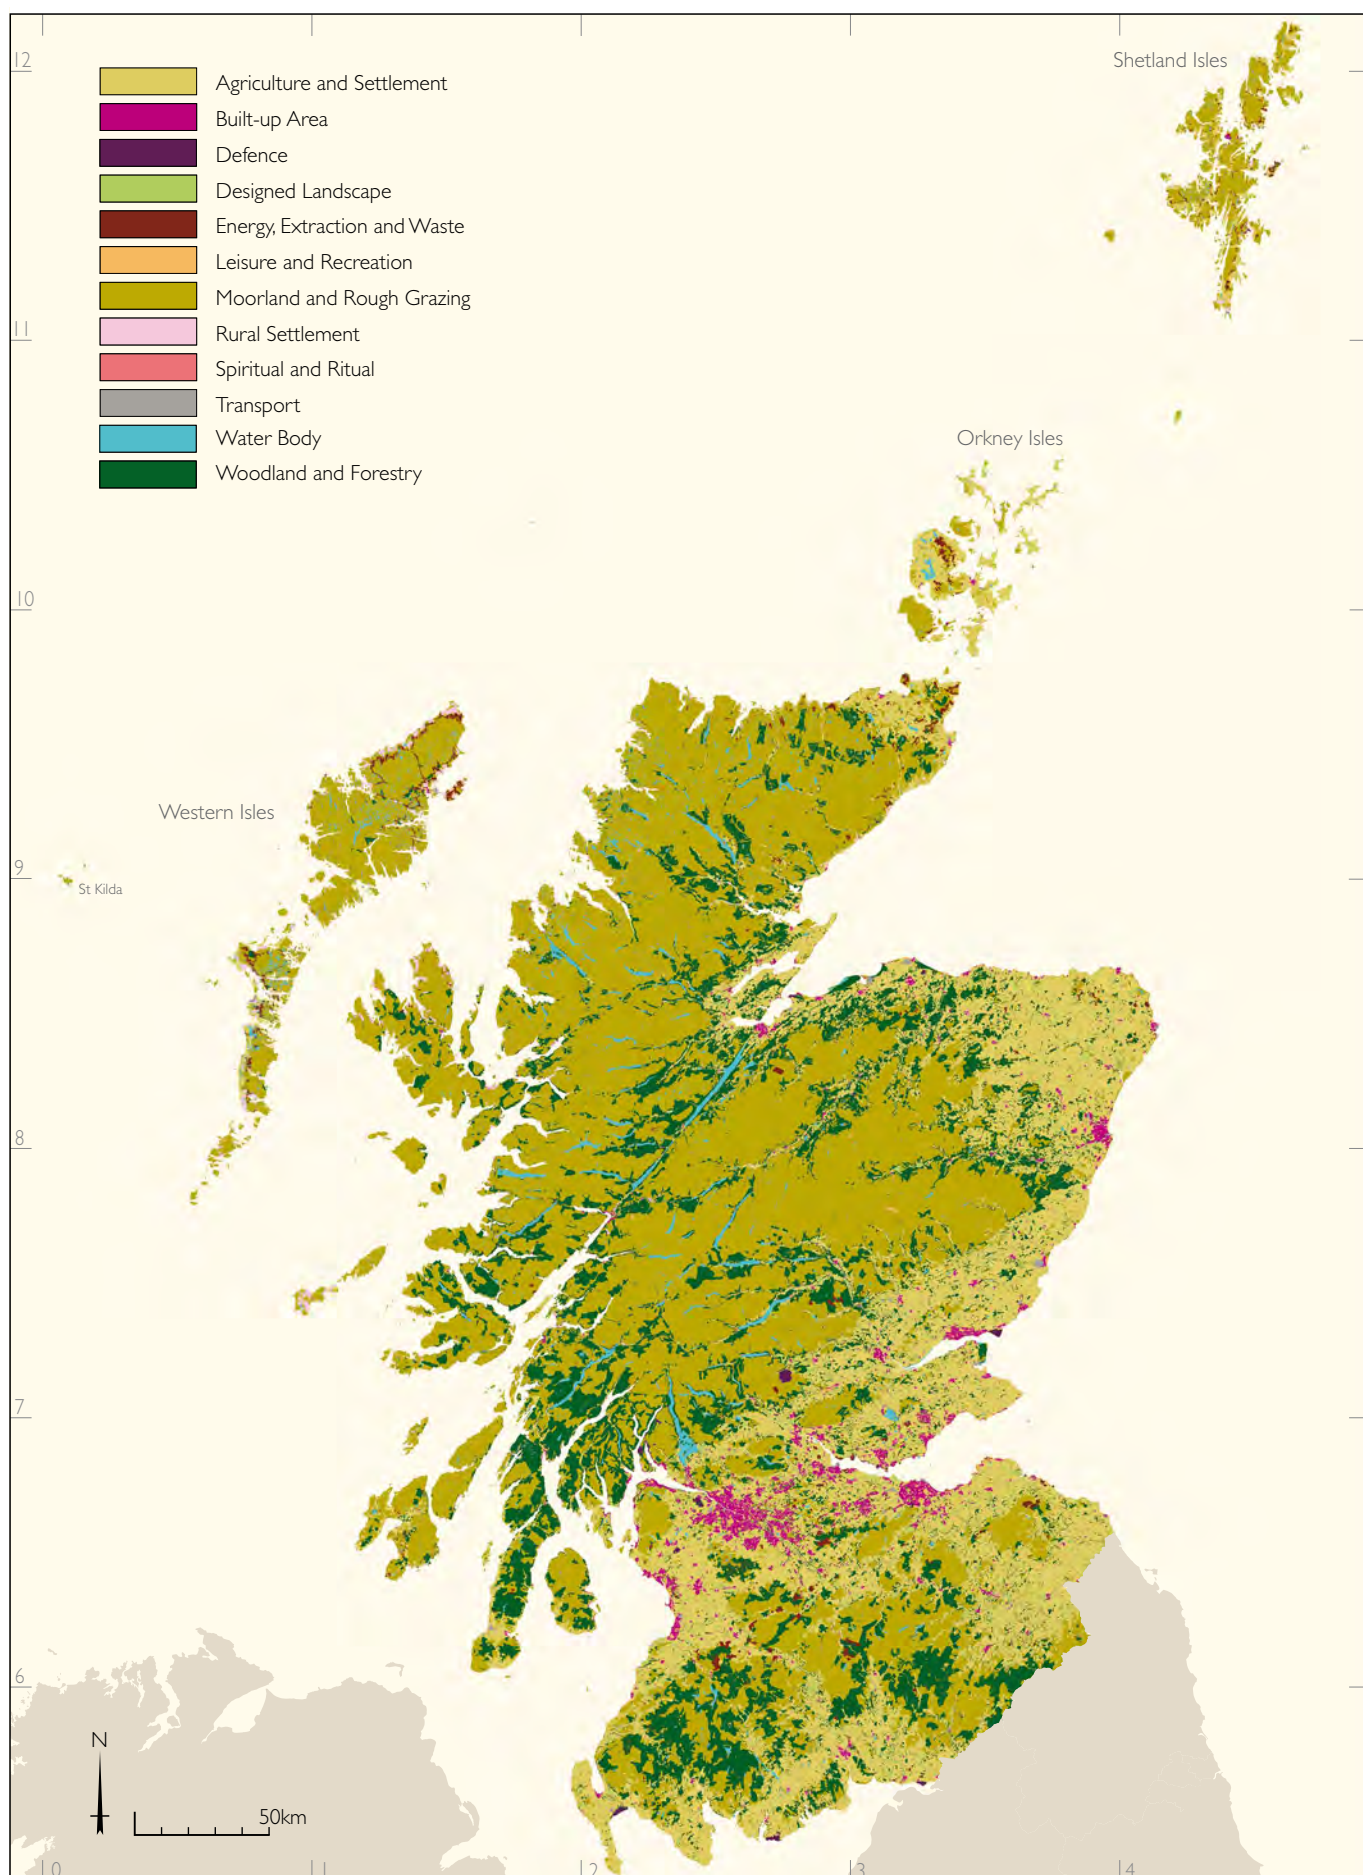 12
Shetland Isles
Agriculture and Settlement
Built-up Area
Defence
Designed Landscape
Energy, Extraction and Waste
Leisure and Recreation
Moorland and Rough Grazing
11
Rural Settlement
Spiritual and Ritual
Transport
Water Body
Orkney Isles
Woodland and Forestry
10
Western Isles
9
St Kilda
8
7
6
N
50km
0
1
2
3
4